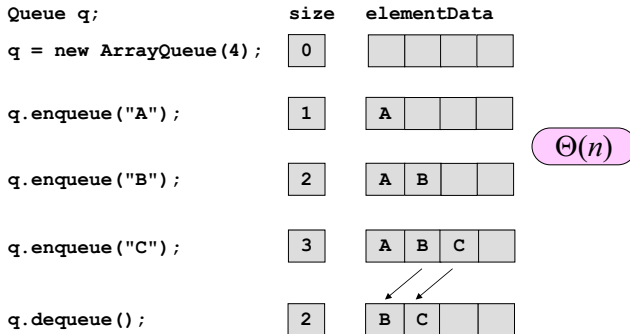 Queue q; size elementData
q = new ArrayQueue(4); 0
q.enqueue("A"); 1 A
Θ(n)
q.enqueue("B"); 2 A B
q.enqueue("C"); 3 A B C
q.dequeue(); 2 B C